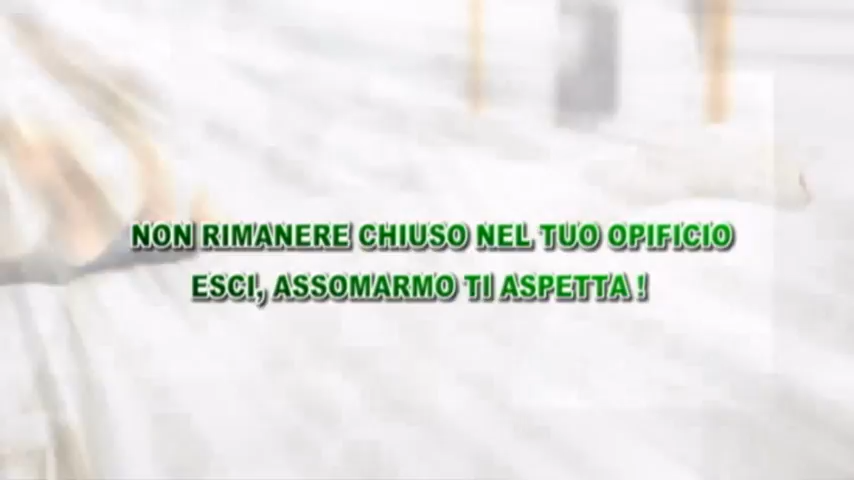 NON RIMANERE CHIUSO NEL TUO OPIFICIO
ESCI, ASSOMARMO TI ASPETTA !